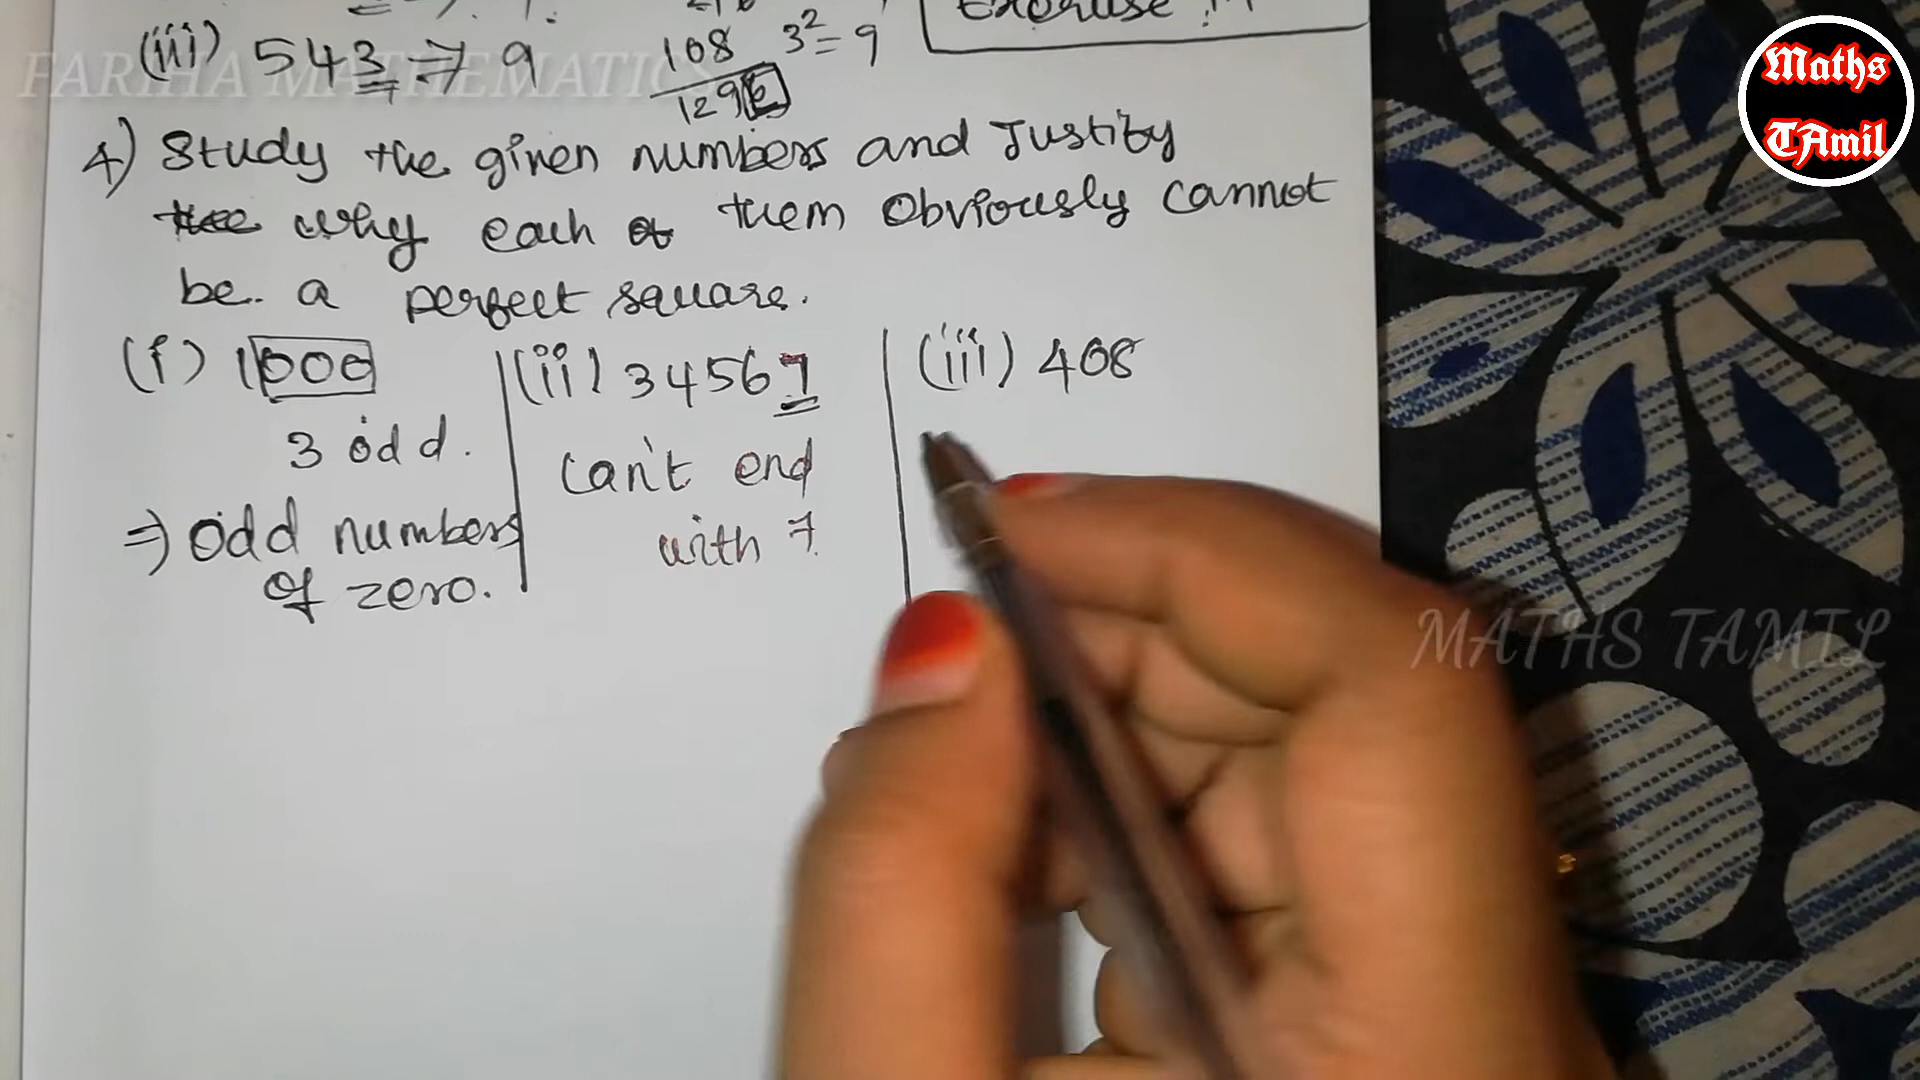 Exercise
(iii) 543 => 9
108
1296
3² = 9
FARIHA MATHEMATICS
Maths
TAmil
4) Study the given numbers and Justify
why each of them obviously cannot
be a perfect square.
(i) 1000
3 odd.
=> Odd numbers
of zero.
(ii) 34567
can't end
with 7.
(iii) 408
MATHS TAMIL